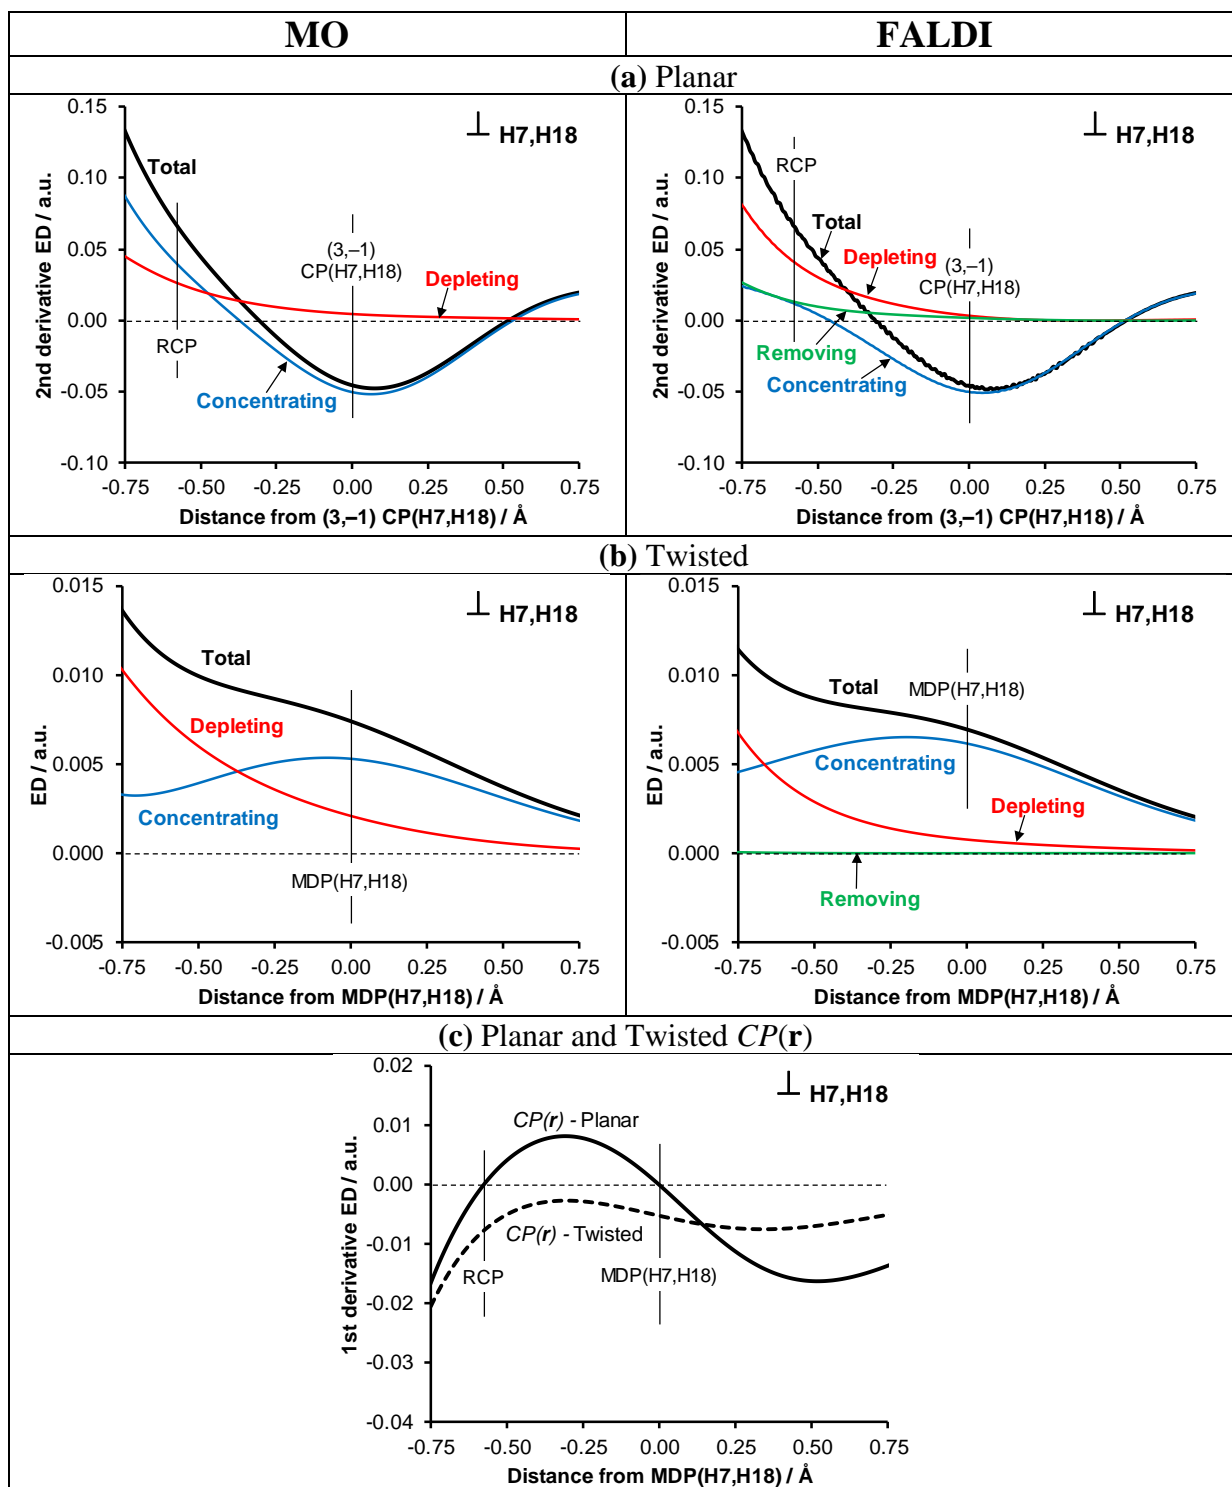 MO
FALDI
(a) Planar
0.15
0.10
0.05
0.00
-0.05
-0.10
2nd derivative ED / a.u.
⊥ H7,H18
Total
(3,–1)
CP(H7,H18)
Depleting
RCP
Concentrating
-0.75 -0.50 -0.25 0.00 0.25 0.50 0.75
Distance from (3,–1) CP(H7,H18) / Å
0.15
0.10
0.05
0.00
-0.05
-0.10
2nd derivative ED / a.u.
⊥ H7,H18
RCP
Total
Depleting
(3,–1)
CP(H7,H18)
Removing
Concentrating
-0.75 -0.50 -0.25 0.00 0.25 0.50 0.75
Distance from (3,–1) CP(H7,H18) / Å
(b) Twisted
0.015
0.010
0.005
0.000
-0.005
ED / a.u.
⊥ H7,H18
Total
Depleting
Concentrating
MDP(H7,H18)
-0.75 -0.50 -0.25 0.00 0.25 0.50 0.75
Distance from MDP(H7,H18) / Å
0.015
0.010
0.005
0.000
-0.005
ED / a.u.
⊥ H7,H18
Total
MDP(H7,H18)
Concentrating
Depleting
Removing
-0.75 -0.50 -0.25 0.00 0.25 0.50 0.75
Distance from MDP(H7,H18) / Å
(c) Planar and Twisted CP(r)
0.02
0.01
0.00
-0.01
-0.02
-0.03
-0.04
1st derivative ED / a.u.
⊥ H7,H18
CP(r) - Planar
CP(r) - Twisted
RCP
MDP(H7,H18)
-0.75 -0.50 -0.25 0.00 0.25 0.50 0.75
Distance from MDP(H7,H18) / Å